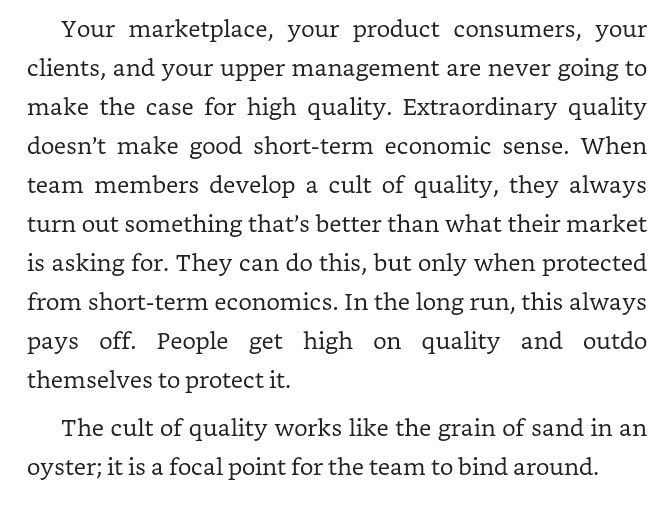 Your marketplace, your product consumers, your
clients, and your upper management are never going to
make the case for high quality. Extraordinary quality
doesn’t make good short-term economic sense. When
team members develop a cult of quality, they always
turn out something that’s better than what their market
is asking for. They can do this, but only when protected
from short-term economics. In the long run, this always
pays off. People get high on quality and outdo
themselves to protect it.
The cult of quality works like the grain of sand in an
oyster; it is a focal point for the team to bind around.